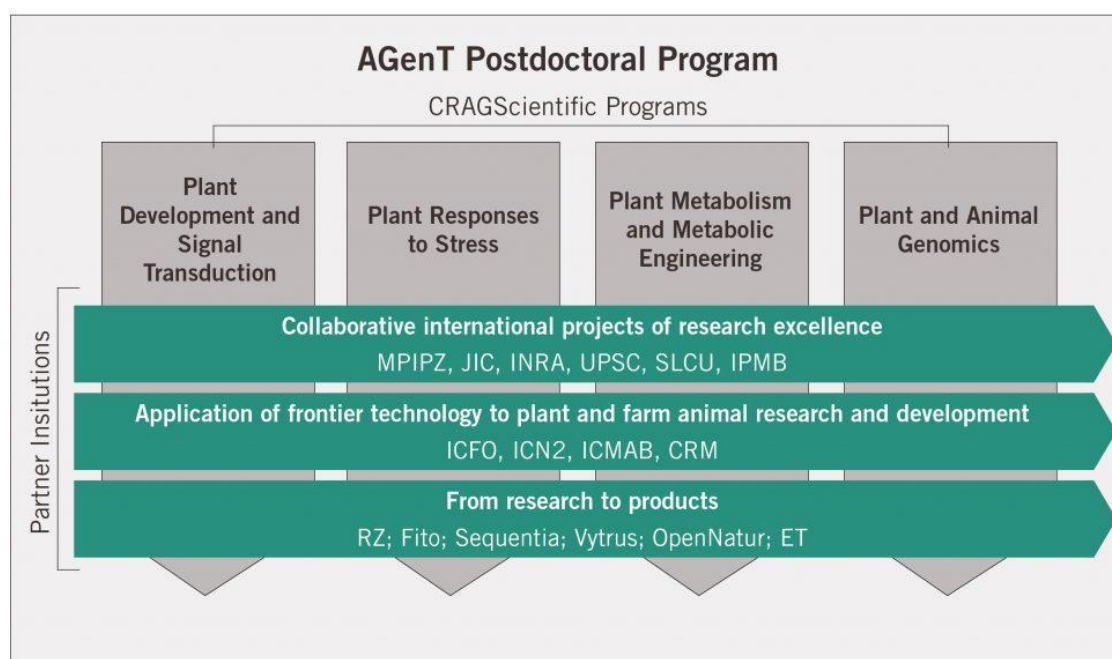 AGenT Postdoctoral Program
CRAGScientific Programs
Plant
Development and
Signal
Transduction
Plant Responses
to Stress
Plant Metabolism
and Metabolic
Engineering
Plant and Animal
Genomics
Partner Insitutions
Collaborative international projects of research excellence
MPIPZ, JIC, INRA, UPSC, SLCU, IPMB
Application of frontier technology to plant and farm animal research and development
ICFO, ICN2, ICMAB, CRM
From research to products
RZ; Fito; Sequentia; Vytrus; OpenNatur; ET